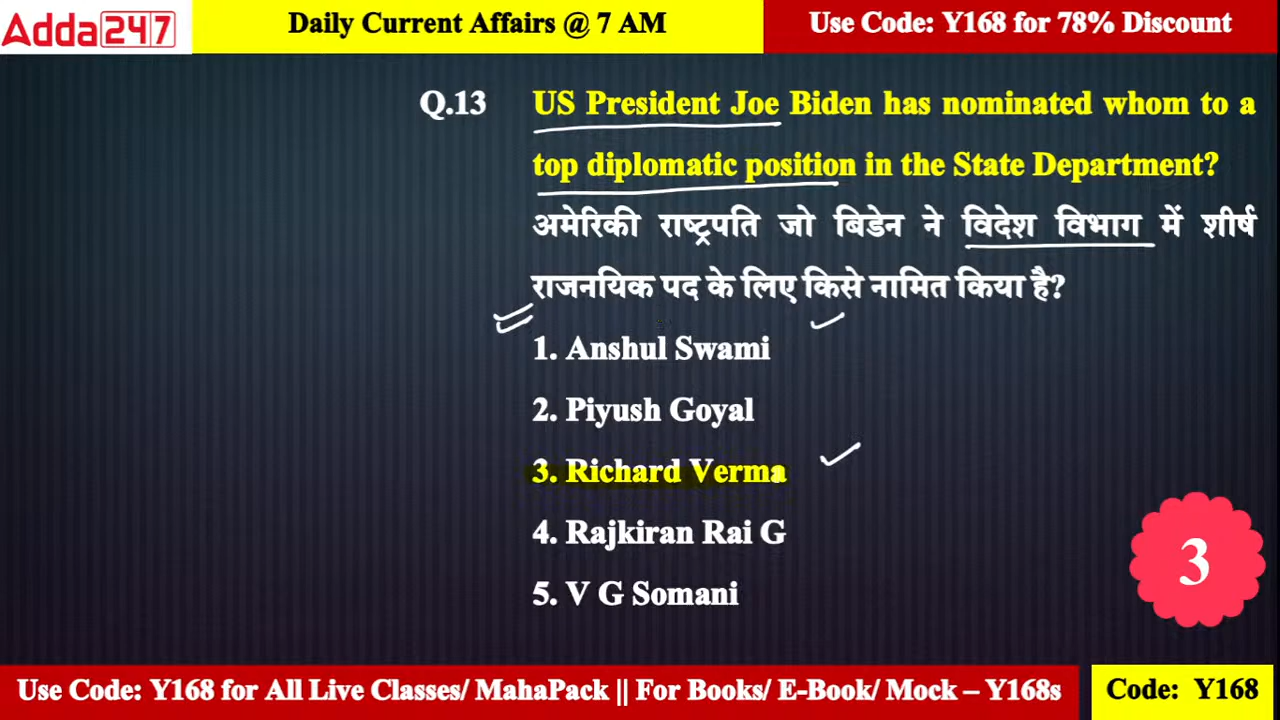 Adda247
Daily Current Affairs @ 7 AM
Use Code: Y168 for 78% Discount
Q.13 US President Joe Biden has nominated whom to a
top diplomatic position in the State Department?
अमेरिकी राष्ट्रपति जो बिडेन ने विदेश विभाग में शीर्ष
राजनयिक पद के लिए किसे नामित किया है?
1. Anshul Swami
2. Piyush Goyal
3. Richard Verma
4. Rajkiran Rai G
5. V G Somani
3
Use Code: Y168 for All Live Classes/ MahaPack || For Books/ E-Book/ Mock – Y168s
Code: Y168